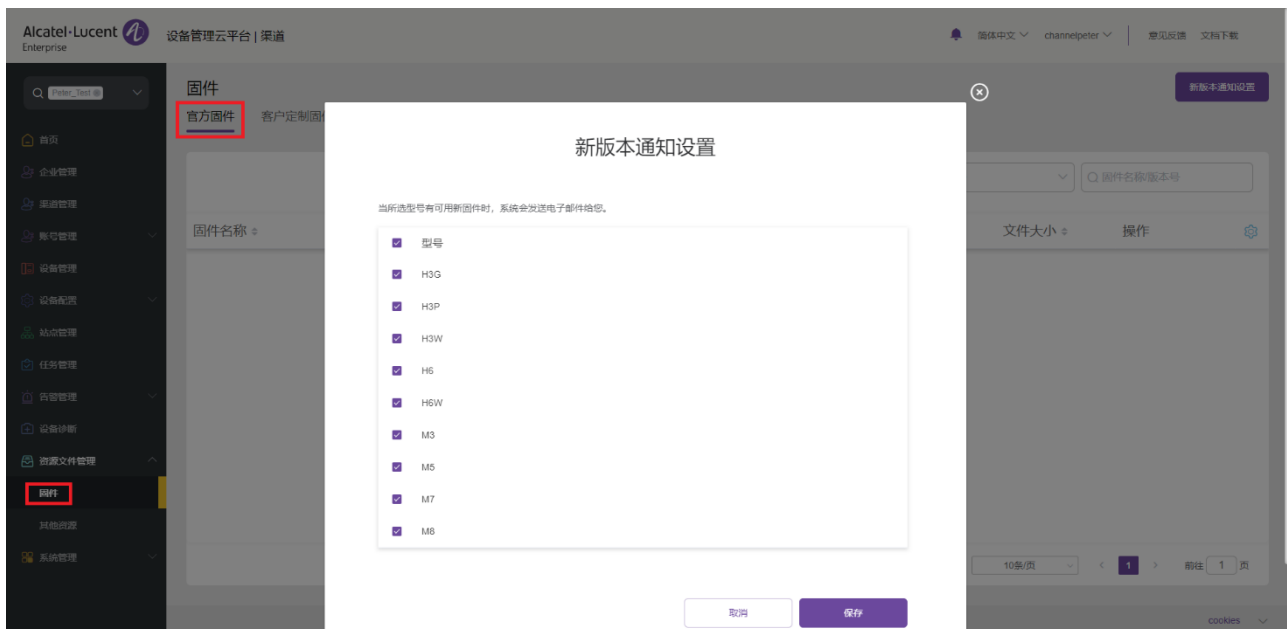 Alcatel·Lucent
Enterprise
设备管理云平台 | 渠道
简体中文
channelpeter
意见反馈
文档下载
Peter_Test
固件
新版本通知设置
官方固件
客户定制固件
首页
企业管理
渠道管理
账号管理
设备管理
设备配置
站点管理
任务管理
告警管理
设备诊断
资源文件管理
固件
其他资源
系统管理
固件名称/版本号
固件名称
文件大小
操作
新版本通知设置
当所选型号有可用新固件时，系统会发送电子邮件给您。
型号
H3G
H3P
H3W
H6
H6W
M3
M5
M7
M8
取消
保存
10条/页
1
前往 1 页
cookies